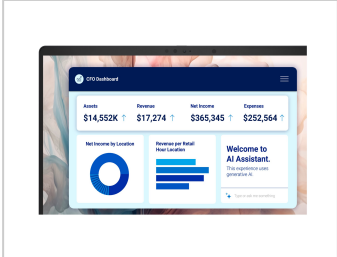 CFO Dashboard
Assets Revenue Net Income Expenses
$14,552K ↑ $17,274 ↑ $365,345 ↑ $252,564 ↑
Net Income by Location
Revenue per Retail
Hour Location
Welcome to
AI Assistant.
This experience uses
generative AI.